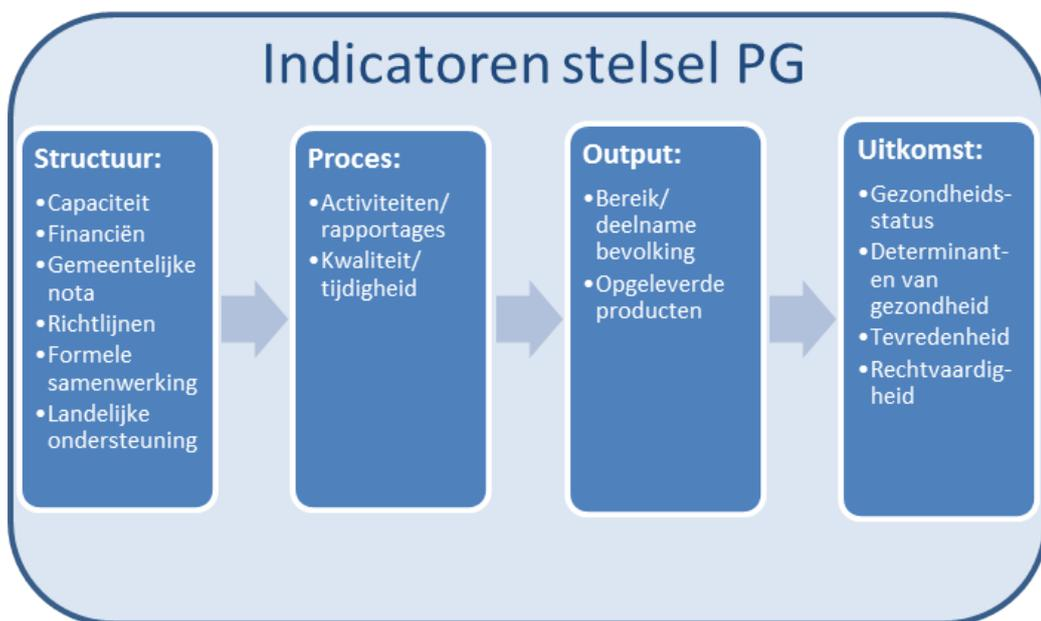 Indicatoren stelsel PG
Structuur:
•Capaciteit
•Financiën
•Gemeentelijke
nota
•Richtlijnen
•Formele
samenwerking
•Landelijke
ondersteuning
Proces:
•Activiteiten/
rapportages
•Kwaliteit/
tijdigheid
Output:
•Bereik/
deelname
bevolking
•Opgeleverde
producten
Uitkomst:
•Gezondheids-
status
•Determinant-
en van
gezondheid
•Tevredenheid
•Rechtvaardig-
heid